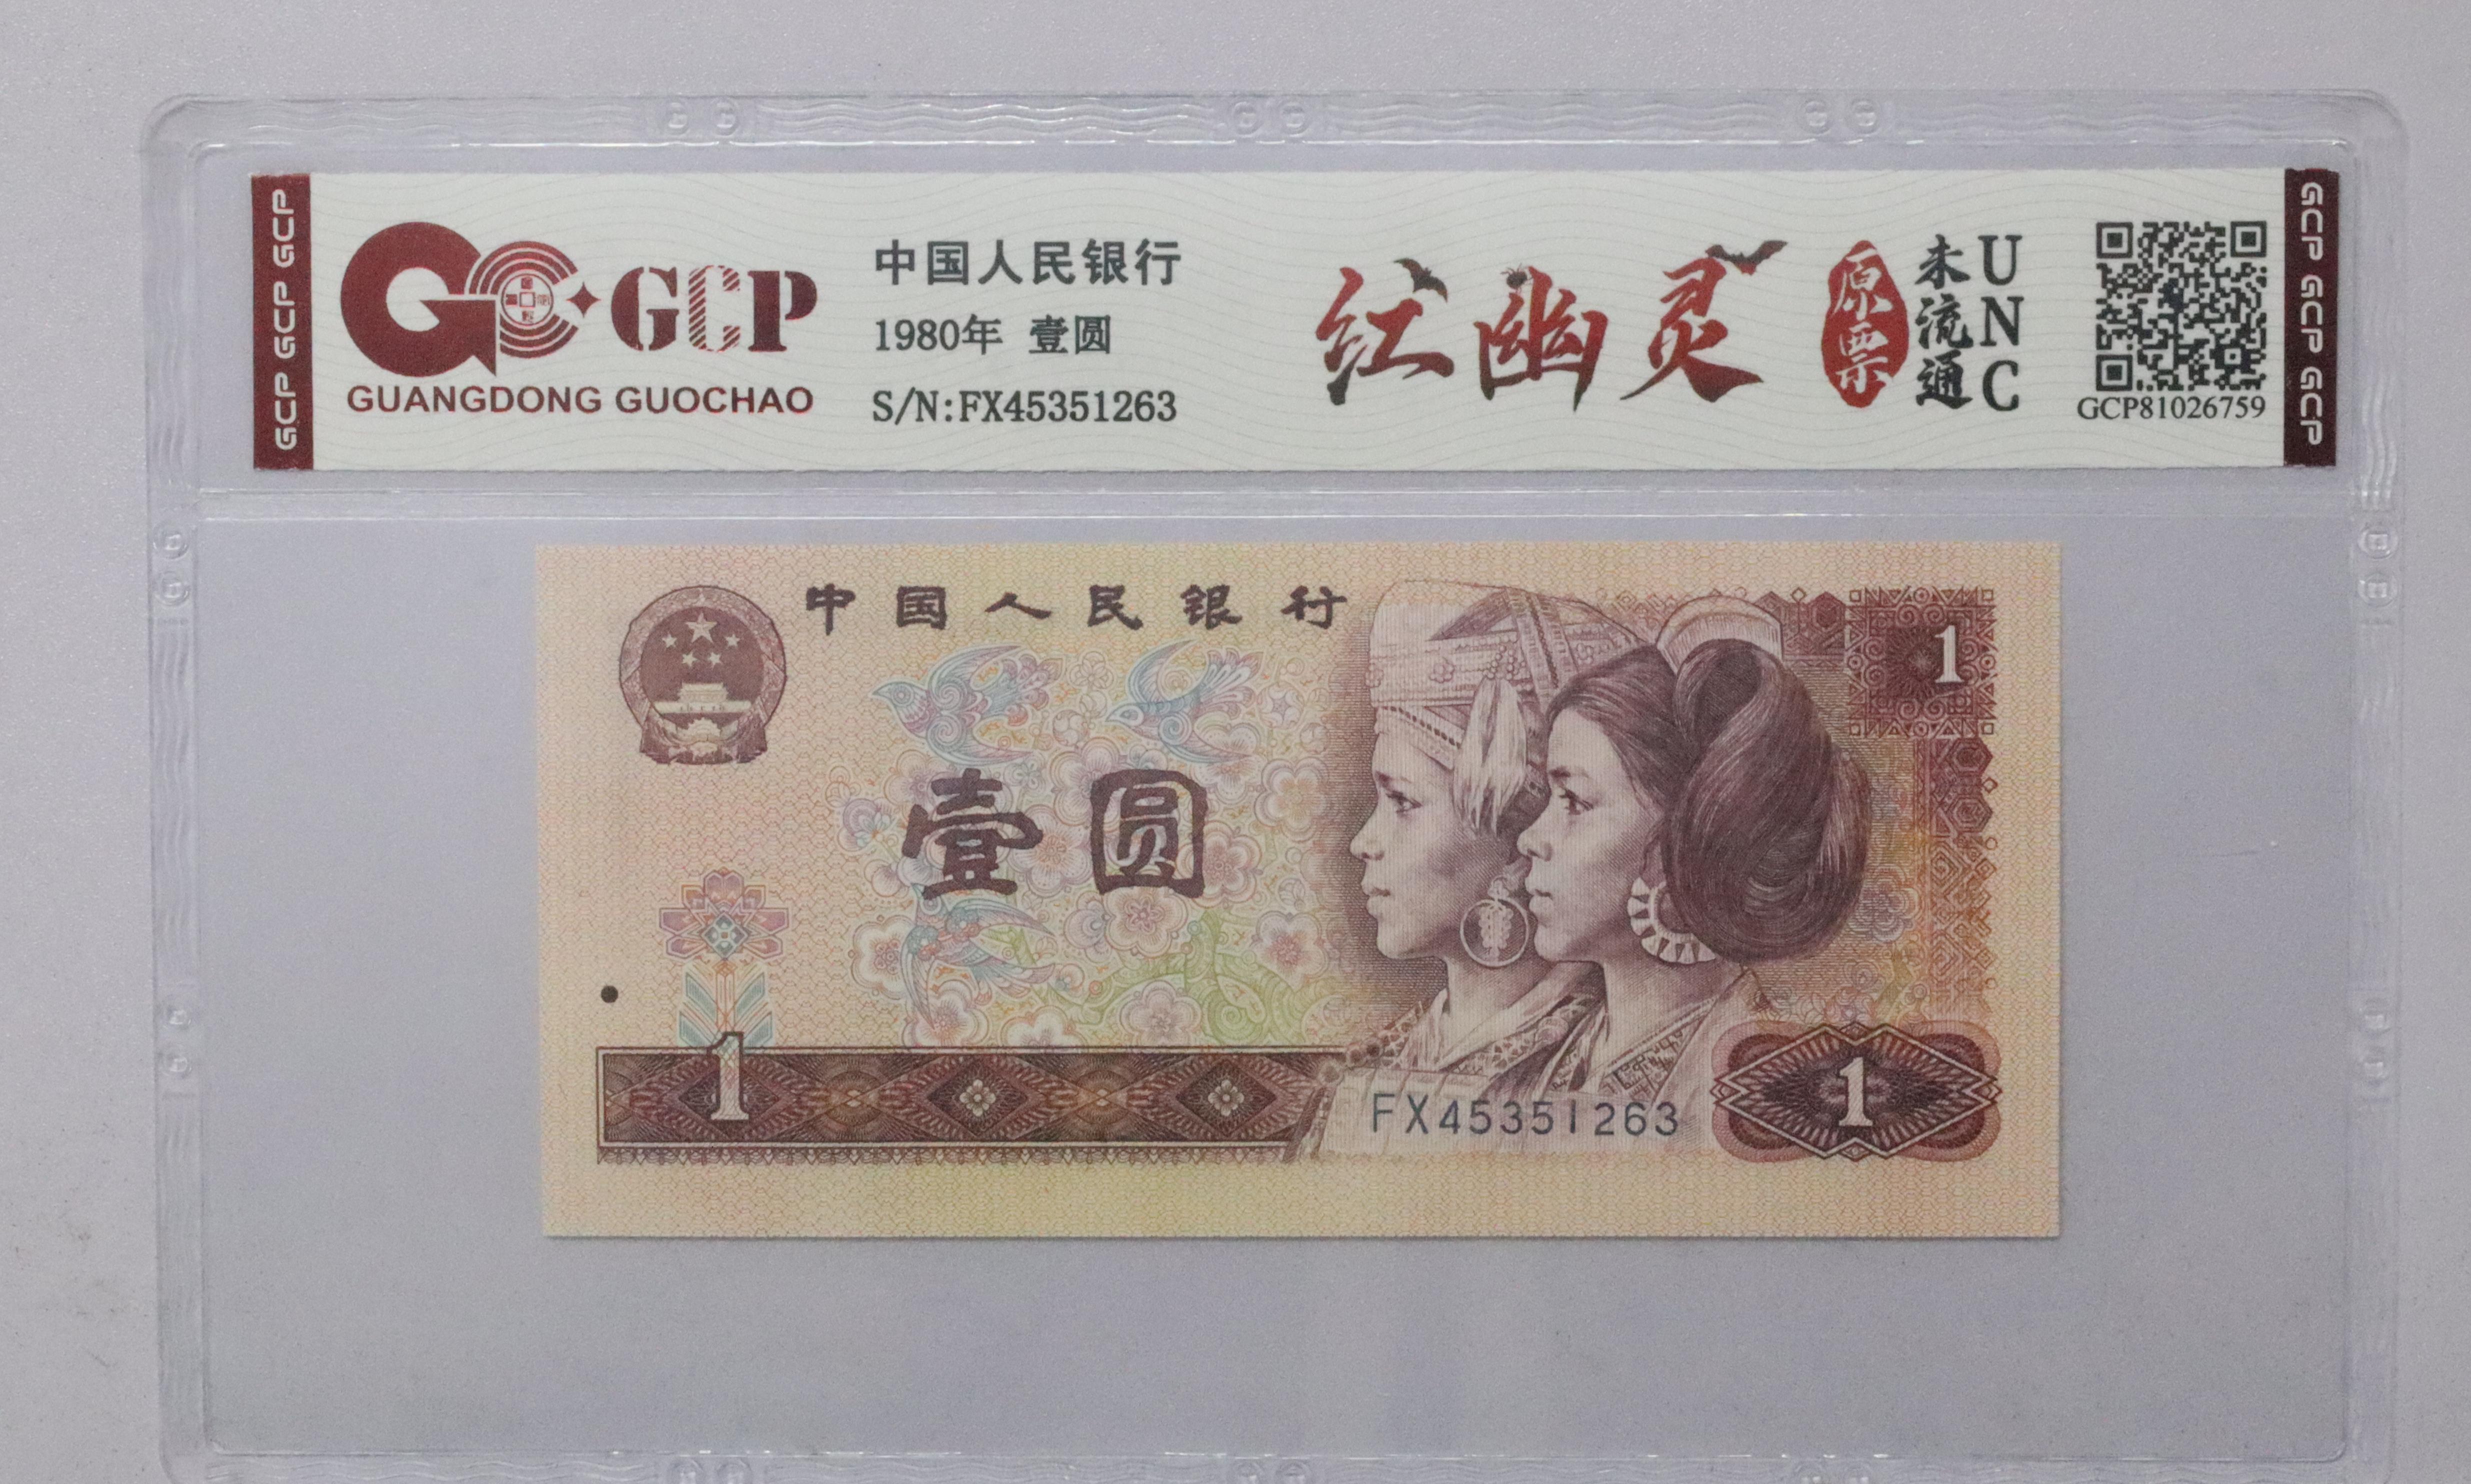 GCP GCP GCP
GCP
GUANGDONG GUOCHAO
中国人民银行
1980年 壹圆
S/N:FX45351263
红幽灵
原票
未流通
UNC
GCP81026759
GCP GCP GCP
中国人民银行
1
壹圆
1
FX45351263
1